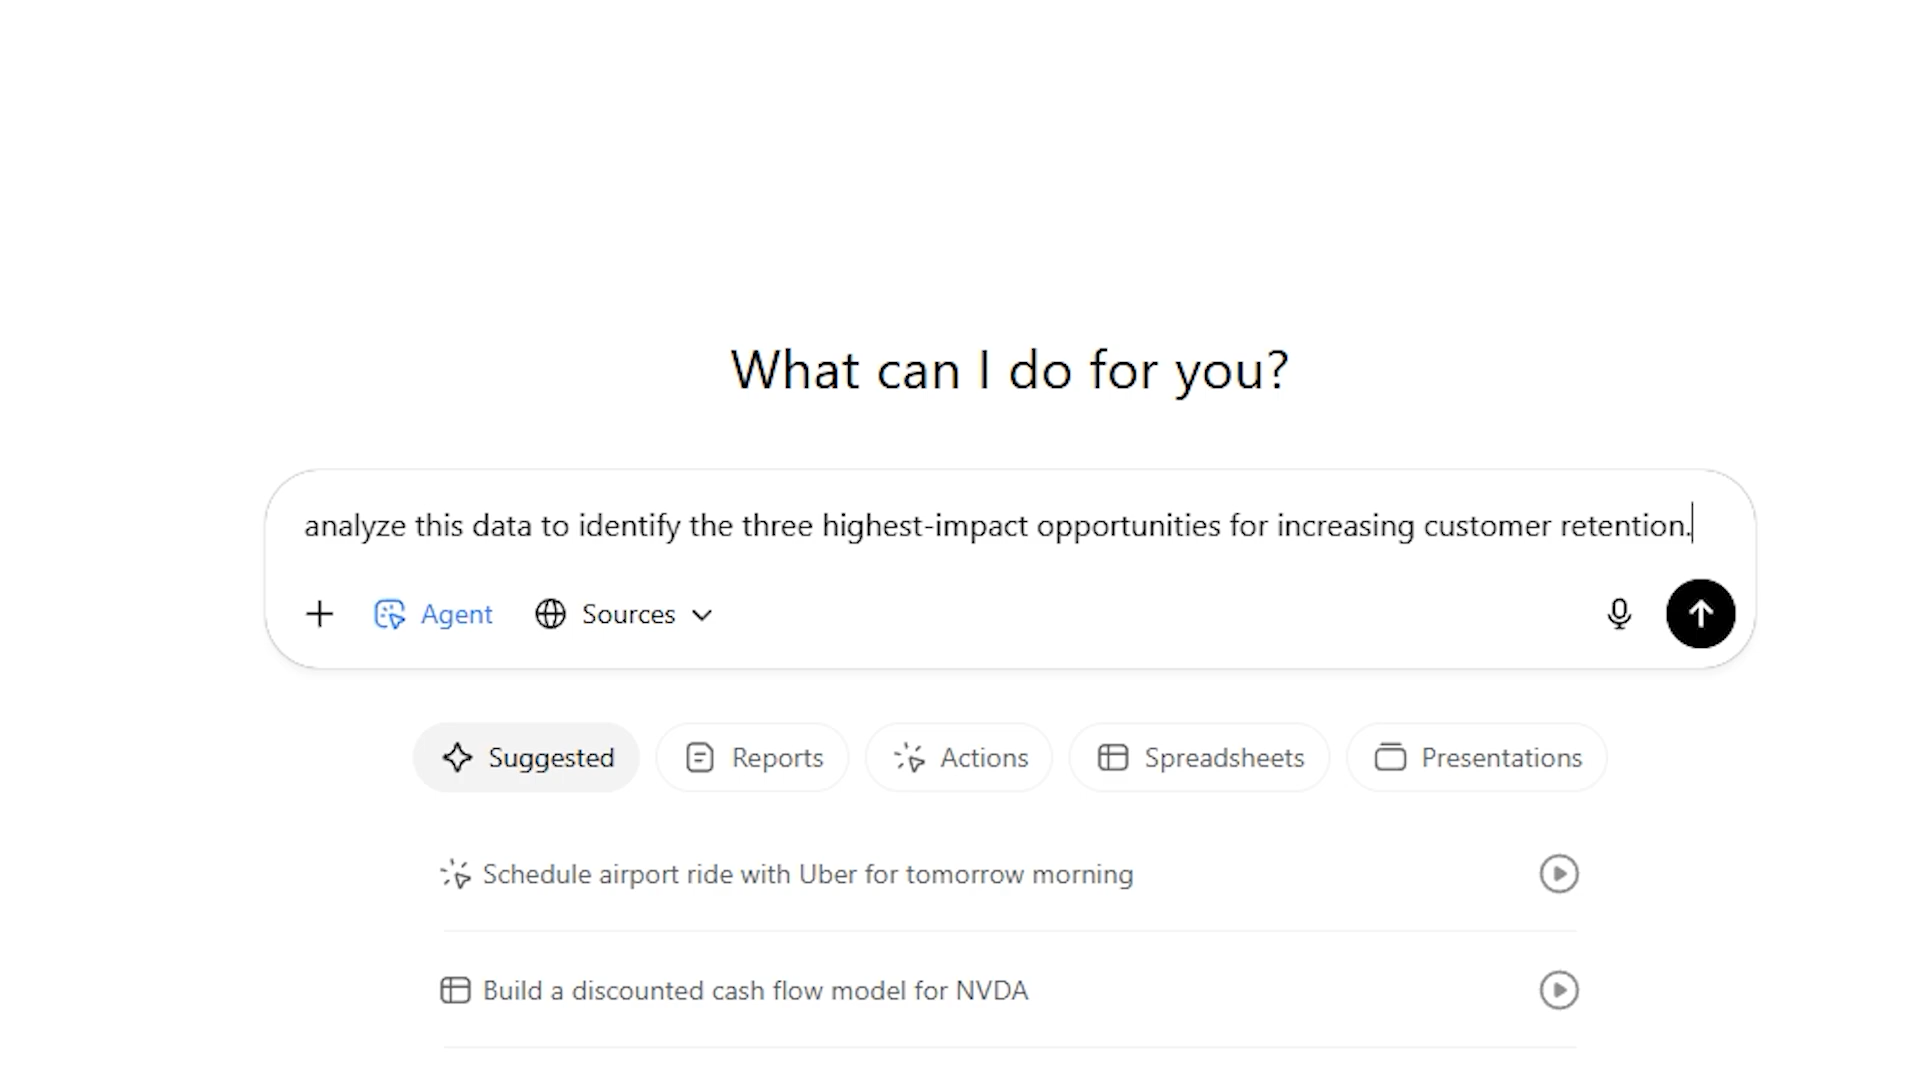 What can I do for you?
analyze this data to identify the three highest-impact opportunities for increasing customer retention.
Agent Sources
Suggested Reports Actions Spreadsheets Presentations
Schedule airport ride with Uber for tomorrow morning
Build a discounted cash flow model for NVDA